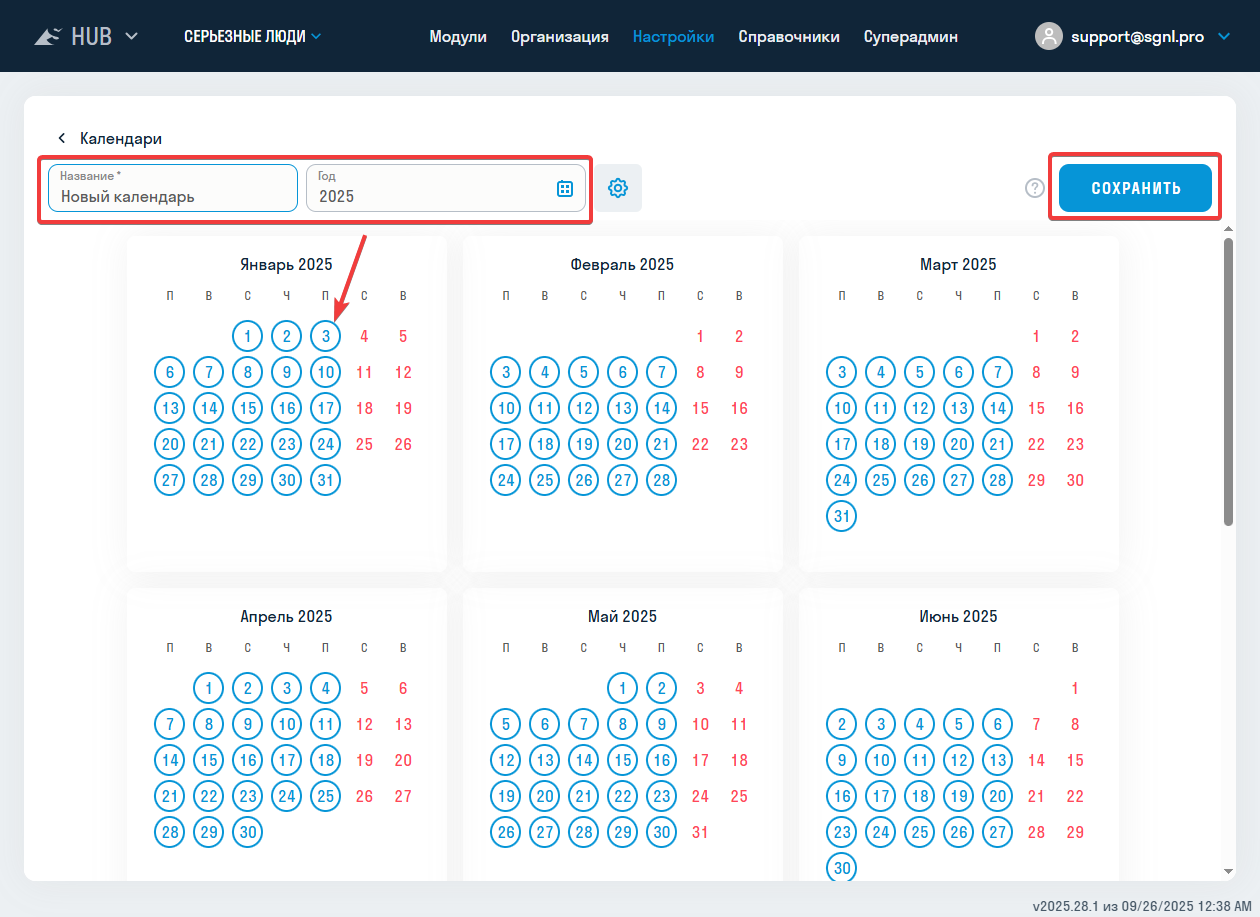 HUB СЕРЬЕЗНЫЕ ЛЮДИ Модули Организация Настройки Справочники Суперадмин support@sgnl.pro
Календари
Название *
Новый календарь
Год
2025
? СОХРАНИТЬ
Январь 2025
П В С Ч П С В
1 2 3 4 5
6 7 8 9 10 11 12
13 14 15 16 17 18 19
20 21 22 23 24 25 26
27 28 29 30 31
Февраль 2025
П В С Ч П С В
1 2
3 4 5 6 7 8 9
10 11 12 13 14 15 16
17 18 19 20 21 22 23
24 25 26 27 28
Март 2025
П В С Ч П С В
1 2
3 4 5 6 7 8 9
10 11 12 13 14 15 16
17 18 19 20 21 22 23
24 25 26 27 28 29 30
31
Апрель 2025
П В С Ч П С В
1 2 3 4 5 6
7 8 9 10 11 12 13
14 15 16 17 18 19 20
21 22 23 24 25 26 27
28 29 30
Май 2025
П В С Ч П С В
1 2 3 4
5 6 7 8 9 10 11
12 13 14 15 16 17 18
19 20 21 22 23 24 25
26 27 28 29 30 31
Июнь 2025
П В С Ч П С В
1
2 3 4 5 6 7 8
9 10 11 12 13 14 15
16 17 18 19 20 21 22
23 24 25 26 27 28 29
30
v2025.28.1 из 09/26/2025 12:38 AM